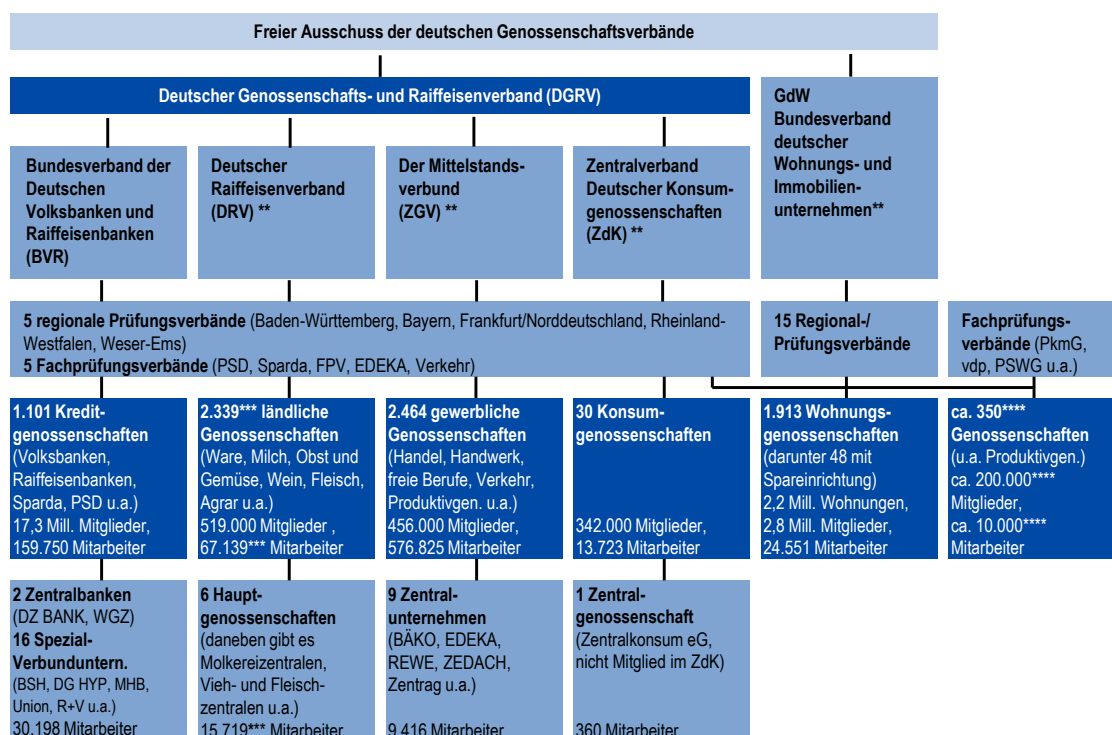 Freier Ausschuss der deutschen Genossenschaftsverbände
Deutscher Genossenschafts- und Raiffeisenverband (DGRV)
GdW
Bundesverband
deutscher
Wohnungs- und
Immobilien-
unternehmen**
Bundesverband der
Deutschen
Volksbanken und
Raiffeisenbanken
(BVR)
Deutscher
Raiffeisenverband
(DRV) **
Der Mittelstands-
verbund
(ZGV) **
Zentralverband
Deutscher Konsum-
genossenschaften
(ZdK) **
5 regionale Prüfungsverbände (Baden-Württemberg, Bayern, Frankfurt/Norddeutschland, Rheinland-
Westfalen, Weser-Ems)
5 Fachprüfungsverbände (PSD, Sparda, FPV, EDEKA, Verkehr)
15 Regional-/
Prüfungsverbände
Fachprüfungs-
verbände (PkmG,
vdp, PSWG u.a.)
1.101 Kredit-
genossenschaften
(Volksbanken,
Raiffeisenbanken,
Sparda, PSD u.a.)
17,3 Mill. Mitglieder,
159.750 Mitarbeiter
2.339*** ländliche
Genossenschaften
(Ware, Milch, Obst und
Gemüse, Wein, Fleisch,
Agrar u.a.)
519.000 Mitglieder ,
67.139*** Mitarbeiter
2.464 gewerbliche
Genossenschaften
(Handel, Handwerk,
freie Berufe, Verkehr,
Produktivgen. u.a.)
456.000 Mitglieder,
576.825 Mitarbeiter
30 Konsum-
genossenschaften
342.000 Mitglieder,
13.723 Mitarbeiter
1.913 Wohnungs-
genossenschaften
(darunter 48 mit
Spareinrichtung)
2,2 Mill. Wohnungen,
2,8 Mill. Mitglieder,
24.551 Mitarbeiter
ca. 350****
Genossenschaften
(u.a. Produktivgen.)
ca. 200.000****
Mitglieder,
ca. 10.000****
Mitarbeiter
2 Zentralbanken
(DZ BANK, WGZ)
16 Spezial-
Verbunduntern.
(BSH, DG HYP, MHB,
Union, R+V u.a.)
30.198 Mitarbeiter
6 Haupt-
genossenschaften
(daneben gibt es
Molkereizentralen,
Vieh- und Fleisch-
zentralen u.a.)
15.719*** Mitarbeiter
9 Zentral-
unternehmen
(BÄKO, EDEKA,
REWE, ZEDACH,
Zentrag u.a.)
9.416 Mitarbeiter
1 Zentral-
genossenschaft
(Zentralkonsum eG,
nicht Mitglied im ZdK)
360 Mitarbeiter